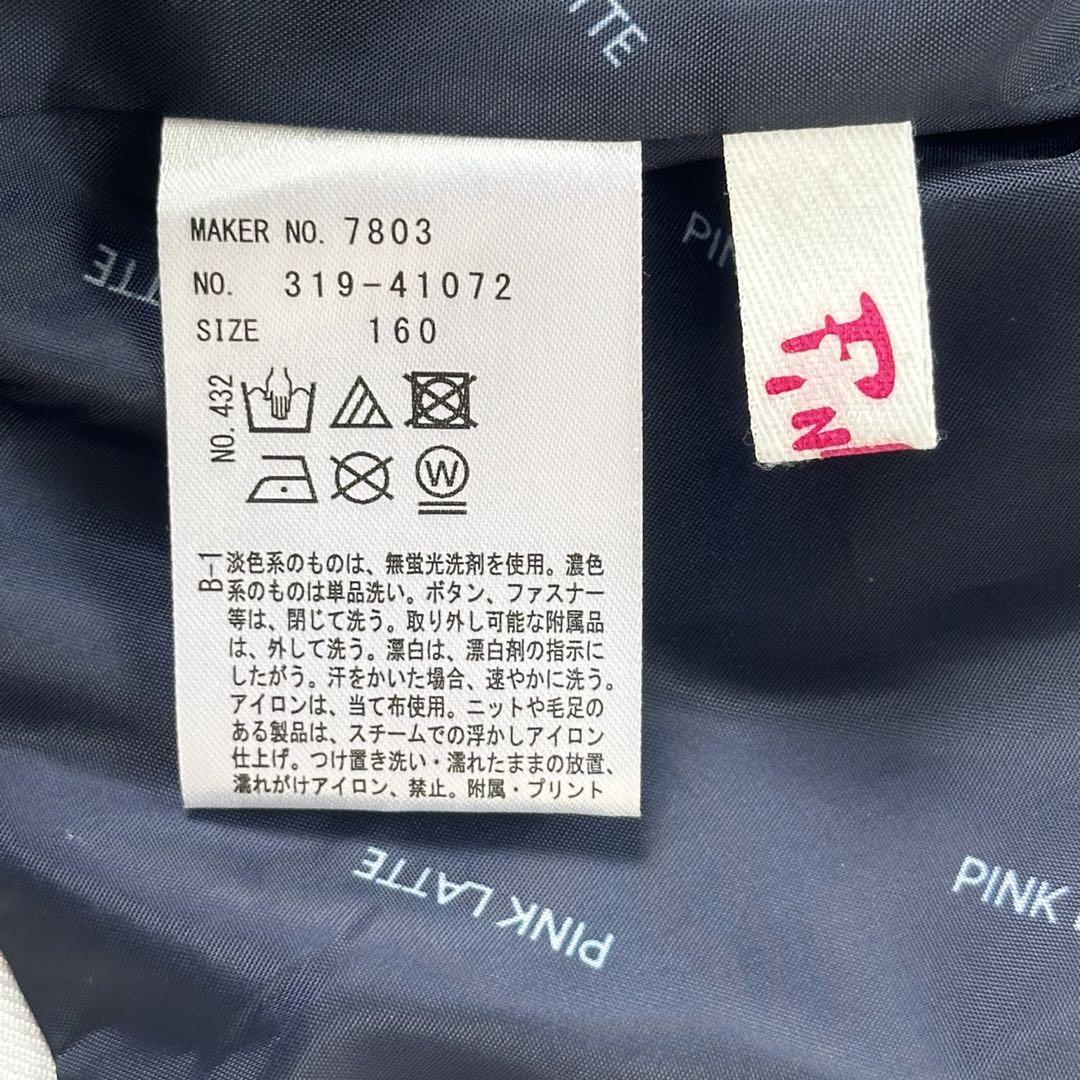 TTE
MAKER NO. 7803
NO. 319-41072
SIZE 160
NO. 432
W
B-1
淡色系のものは、無蛍光洗剤を使用。濃色
系のものは単品洗い。ボタン、ファスナー
等は、閉じて洗う。取り外し可能な附属品
は、外して洗う。漂白は、漂白剤の指示に
したがう。汗をかいた場合、速やかに洗う。
アイロンは、当て布使用。ニットや毛足の
ある製品は、スチームでの浮かしアイロン
仕上げ。つけ置き洗い・濡れたままの放置、
濡れがけアイロン、禁止。附属・プリント
TTE
PIN
PIN
PINK LATTE
PINK